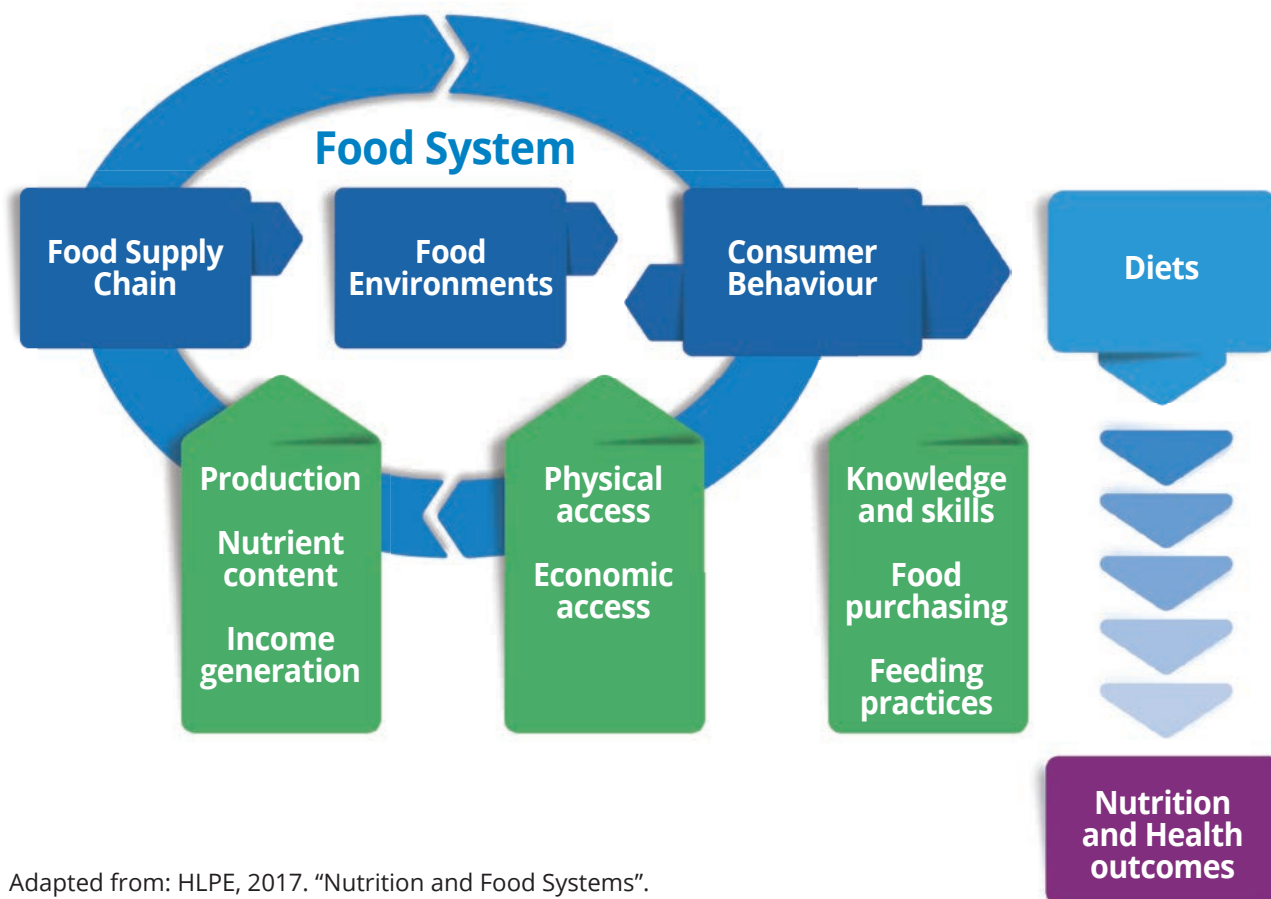 Food System
Food Supply
Chain
Food
Environments
Consumer
Behaviour
Diets
Production
Nutrient
content
Income
generation
Physical
access
Economic
access
Knowledge
and skills
Food
purchasing
Feeding
practices
Nutrition
and Health
outcomes
Adapted from: HLPE, 2017. “Nutrition and Food Systems”.